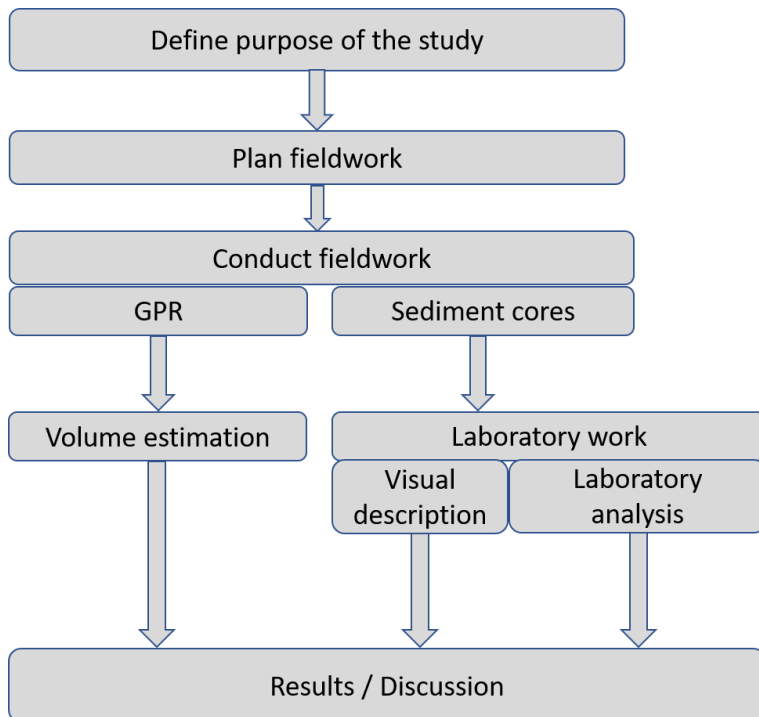 Define purpose of the study
Plan fieldwork
Conduct fieldwork
GPR
Sediment cores
Volume estimation
Laboratory work
Visual
description
Laboratory
analysis
Results / Discussion